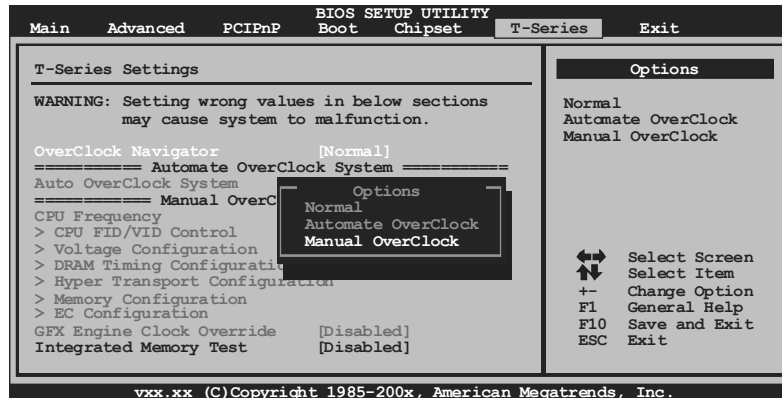 BIOS SETUP UTILITY
Main Advanced PCIPnP Boot Chipset T-Series Exit
T-Series Settings
WARNING: Setting wrong values in below sections
may cause system to malfunction.
OverClock Navigator [Normal]
=========== Automate OverClock System ===========
Auto OverClock System
============ Manual OverC
CPU Frequency
> CPU FID/VID Control
> Voltage Configuration
> DRAM Timing Configuratio
> Hyper Transport Configuration
> Memory Configuration
> EC Configuration
GFX Engine Clock Override [Disabled]
Integrated Memory Test [Disabled]
Options
Normal
Automate OverClock
Manual OverClock
Options
Normal
Automate OverClock
Manual OverClock
Select Screen
Select Item
+- Change Option
F1 General Help
F10 Save and Exit
ESC Exit
vxx.xx (C)Copyright 1985-200x, American Megatrends, Inc.